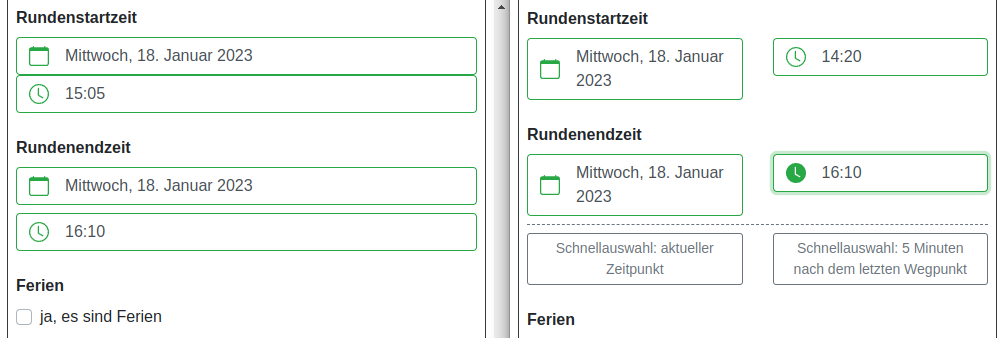 Rundenstartzeit
Mittwoch, 18. Januar 2023
15:05
Rundenendzeit
Mittwoch, 18. Januar 2023
16:10
Ferien
ja, es sind Ferien
Rundenstartzeit
Mittwoch, 18. Januar
2023
14:20
Rundenendzeit
Mittwoch, 18. Januar
2023
16:10
Schnellauswahl: aktueller
Zeitpunkt
Schnellauswahl: 5 Minuten
nach dem letzten Wegpunkt
Ferien